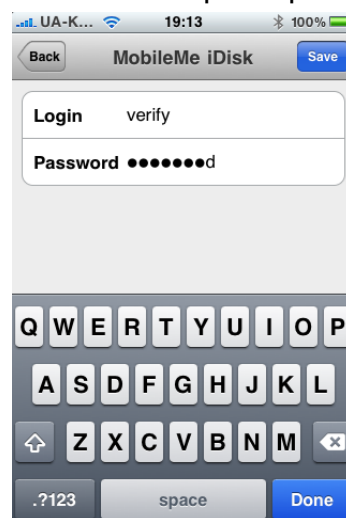 UA-K... 19:13 100%
Back MobileMe iDisk Save
Login verify
Password ●●●●●●●d
Q W E R T Y U I O P
A S D F G H J K L
Z X C V B N M
.?123 space Done